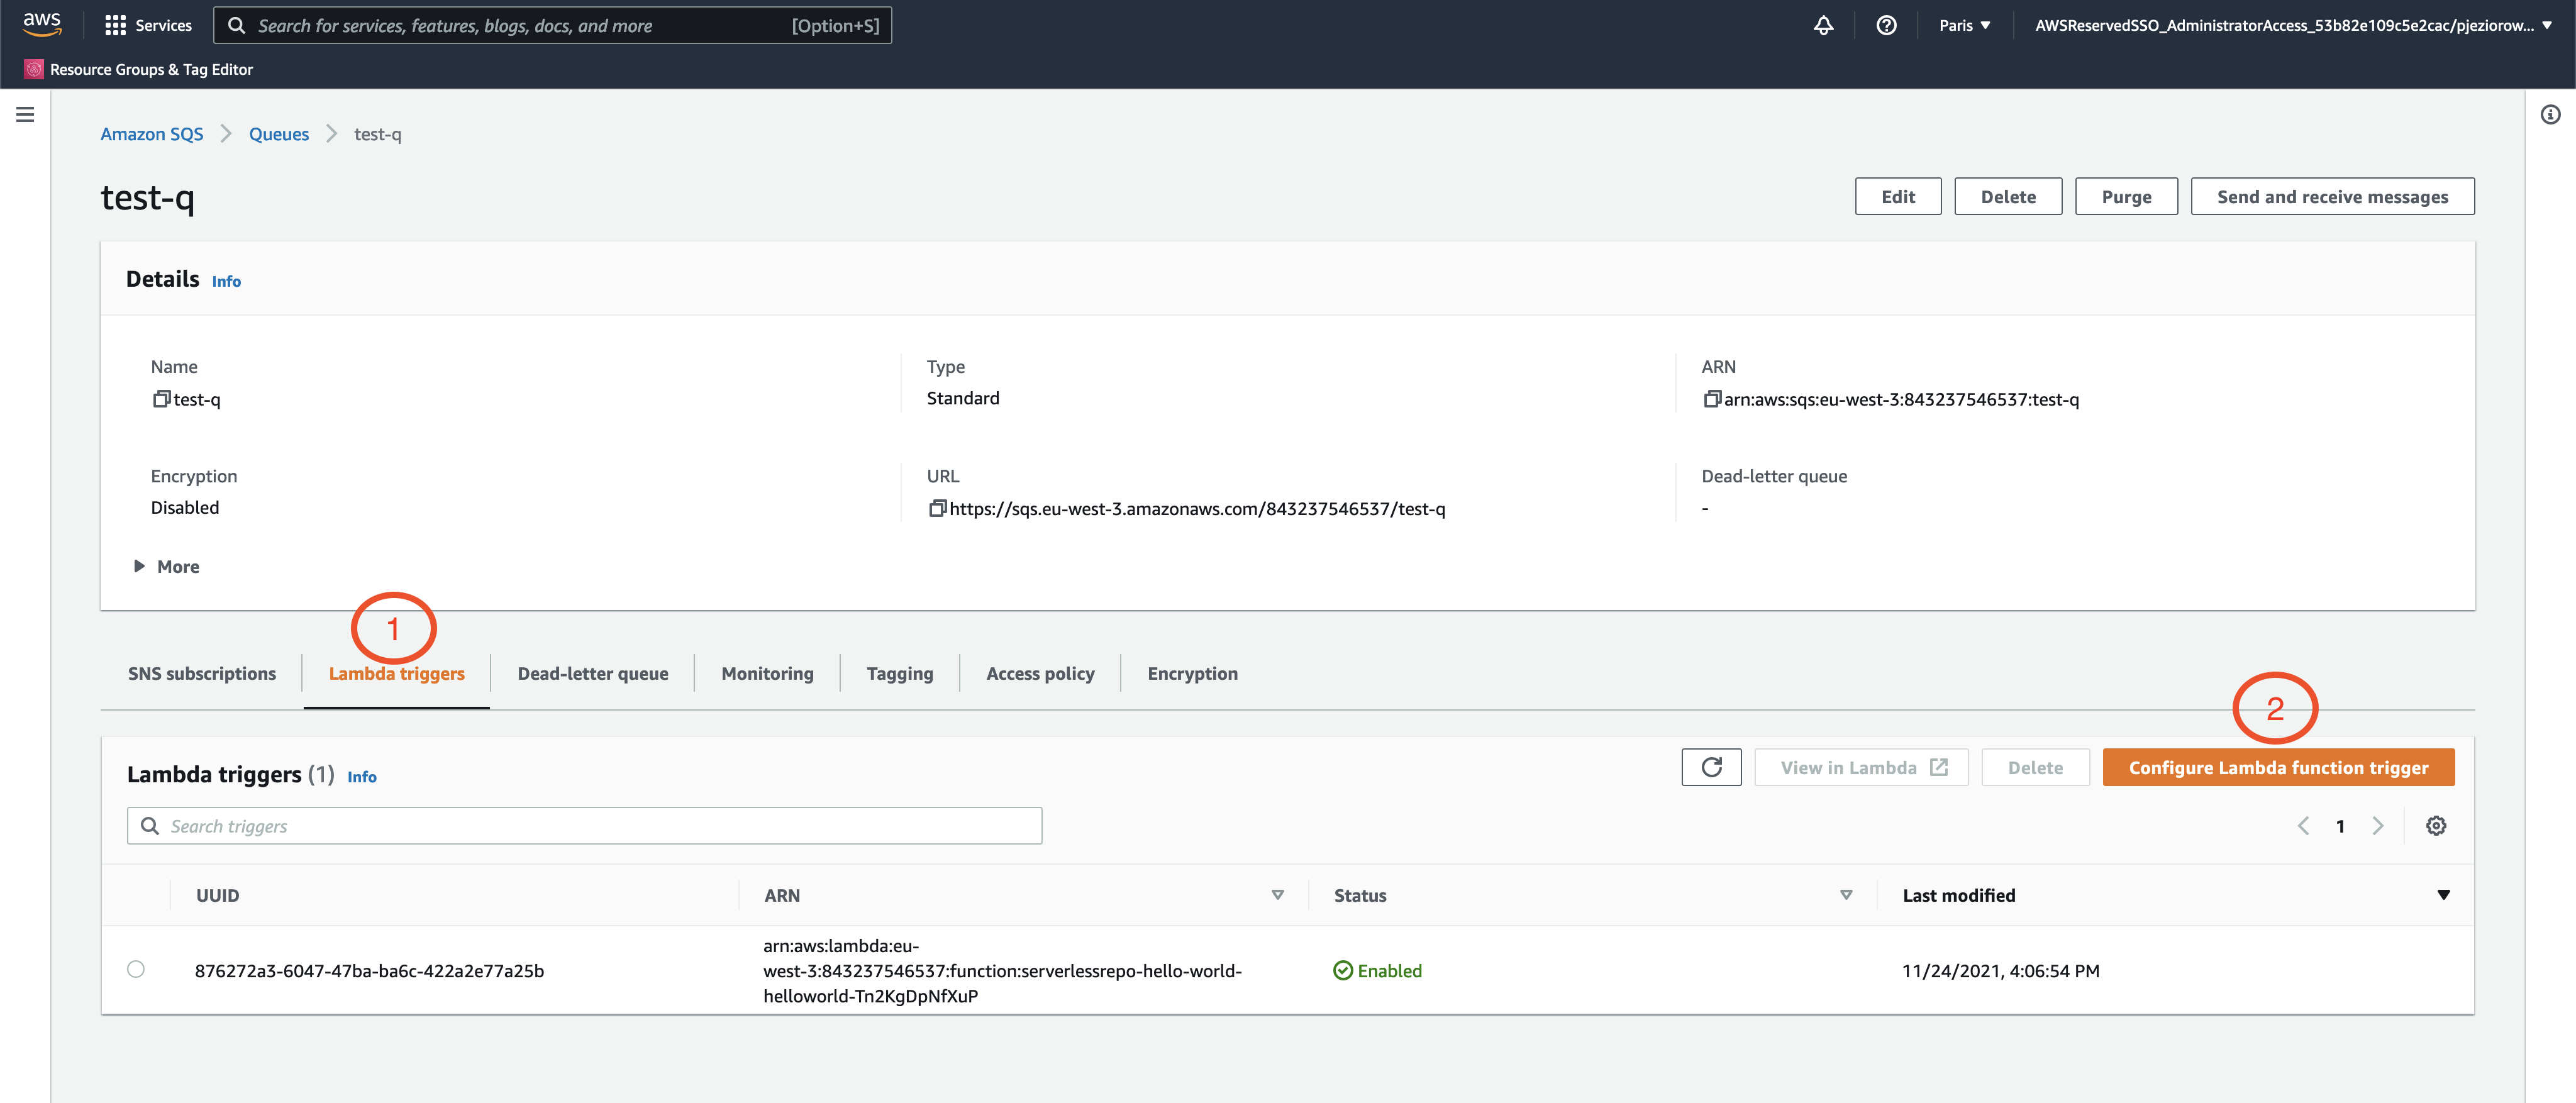 aws
Services
Search for services, features, blogs, docs, and more
[Option+S]
Paris
AWSReservedSSO_AdministratorAccess_53b82e109c5e2cac/pjeziorow...
Resource Groups & Tag Editor
Amazon SQS
Queues
test-q
test-q
Edit
Delete
Purge
Send and receive messages
Details
Info
Name
test-q
Type
Standard
ARN
arn:aws:sqs:eu-west-3:843237546537:test-q
Encryption
Disabled
URL
https://sqs.eu-west-3.amazonaws.com/843237546537/test-q
Dead-letter queue
-
More
1
SNS subscriptions
Lambda triggers
Dead-letter queue
Monitoring
Tagging
Access policy
Encryption
2
Lambda triggers (1)
Info
View in Lambda
Delete
Configure Lambda function trigger
Search triggers
1
UUID
ARN
Status
Last modified
876272a3-6047-47ba-ba6c-422a2e77a25b
arn:aws:lambda:eu-
west-3:843237546537:function:serverlessrepo-hello-world-
helloworld-Tn2KgDpNfXuP
Enabled
11/24/2021, 4:06:54 PM